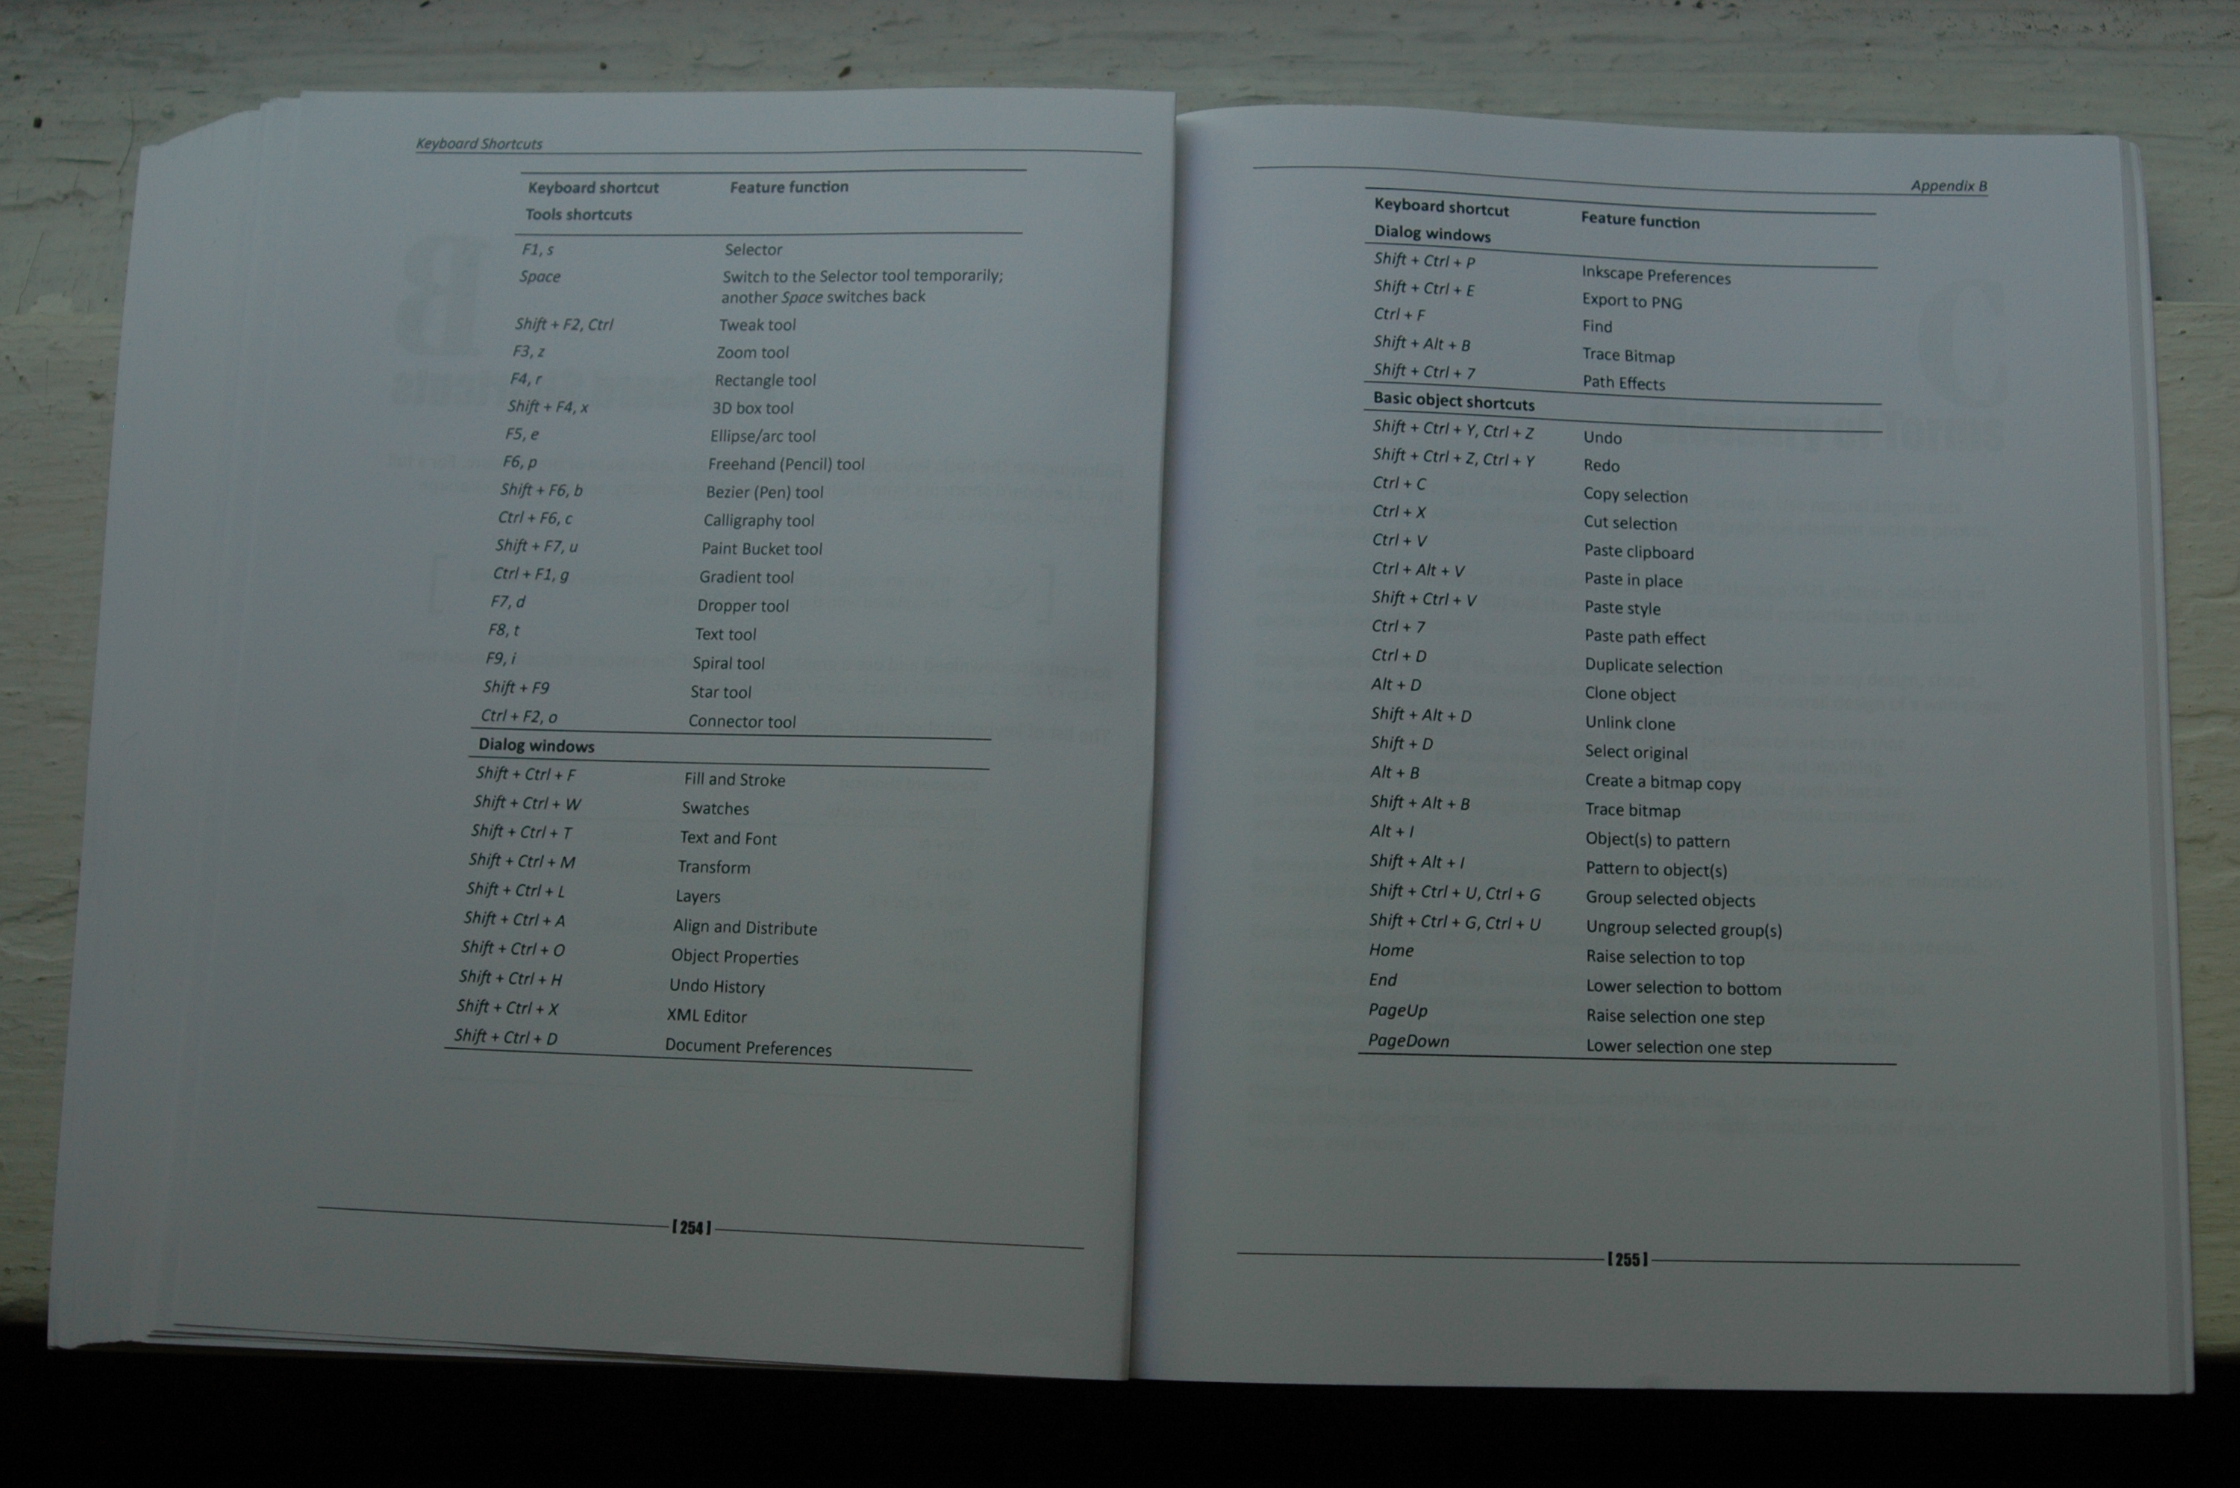 Keyboard Shortcuts
Keyboard shortcut Feature function
Tools shortcuts
F1, s Selector
Space Switch to the Selector tool temporarily;
another Space switches back
Shift + F2, Ctrl Tweak tool
F3, z Zoom tool
F4, r Rectangle tool
Shift + F4, x 3D box tool
F5, e Ellipse/arc tool
F6, p Freehand (Pencil) tool
Shift + F6, b Bezier (Pen) tool
Ctrl + F6, c Calligraphy tool
Shift + F7, u Paint Bucket tool
Ctrl + F1, g Gradient tool
F7, d Dropper tool
F8, t Text tool
F9, i Spiral tool
Shift + F9 Star tool
Ctrl + F2, o Connector tool
Dialog windows
Shift + Ctrl + F Fill and Stroke
Shift + Ctrl + W Swatches
Shift + Ctrl + T Text and Font
Shift + Ctrl + M Transform
Shift + Ctrl + L Layers
Shift + Ctrl + A Align and Distribute
Shift + Ctrl + O Object Properties
Shift + Ctrl + H Undo History
Shift + Ctrl + X XML Editor
Shift + Ctrl + D Document Preferences
[ 254 ]
Appendix B
Keyboard shortcut Feature function
Dialog windows
Shift + Ctrl + P Inkscape Preferences
Shift + Ctrl + E Export to PNG
Ctrl + F Find
Shift + Alt + B Trace Bitmap
Shift + Ctrl + 7 Path Effects
Basic object shortcuts
Shift + Ctrl + Y, Ctrl + Z Undo
Shift + Ctrl + Z, Ctrl + Y Redo
Ctrl + C Copy selection
Ctrl + X Cut selection
Ctrl + V Paste clipboard
Ctrl + Alt + V Paste in place
Shift + Ctrl + V Paste style
Ctrl + 7 Paste path effect
Ctrl + D Duplicate selection
Alt + D Clone object
Shift + Alt + D Unlink clone
Shift + D Select original
Alt + B Create a bitmap copy
Shift + Alt + B Trace bitmap
Alt + I Object(s) to pattern
Shift + Alt + I Pattern to object(s)
Shift + Ctrl + U, Ctrl + G Group selected objects
Shift + Ctrl + G, Ctrl + U Ungroup selected group(s)
Home Raise selection to top
End Lower selection to bottom
PageUp Raise selection one step
PageDown Lower selection one step
[ 255 ]